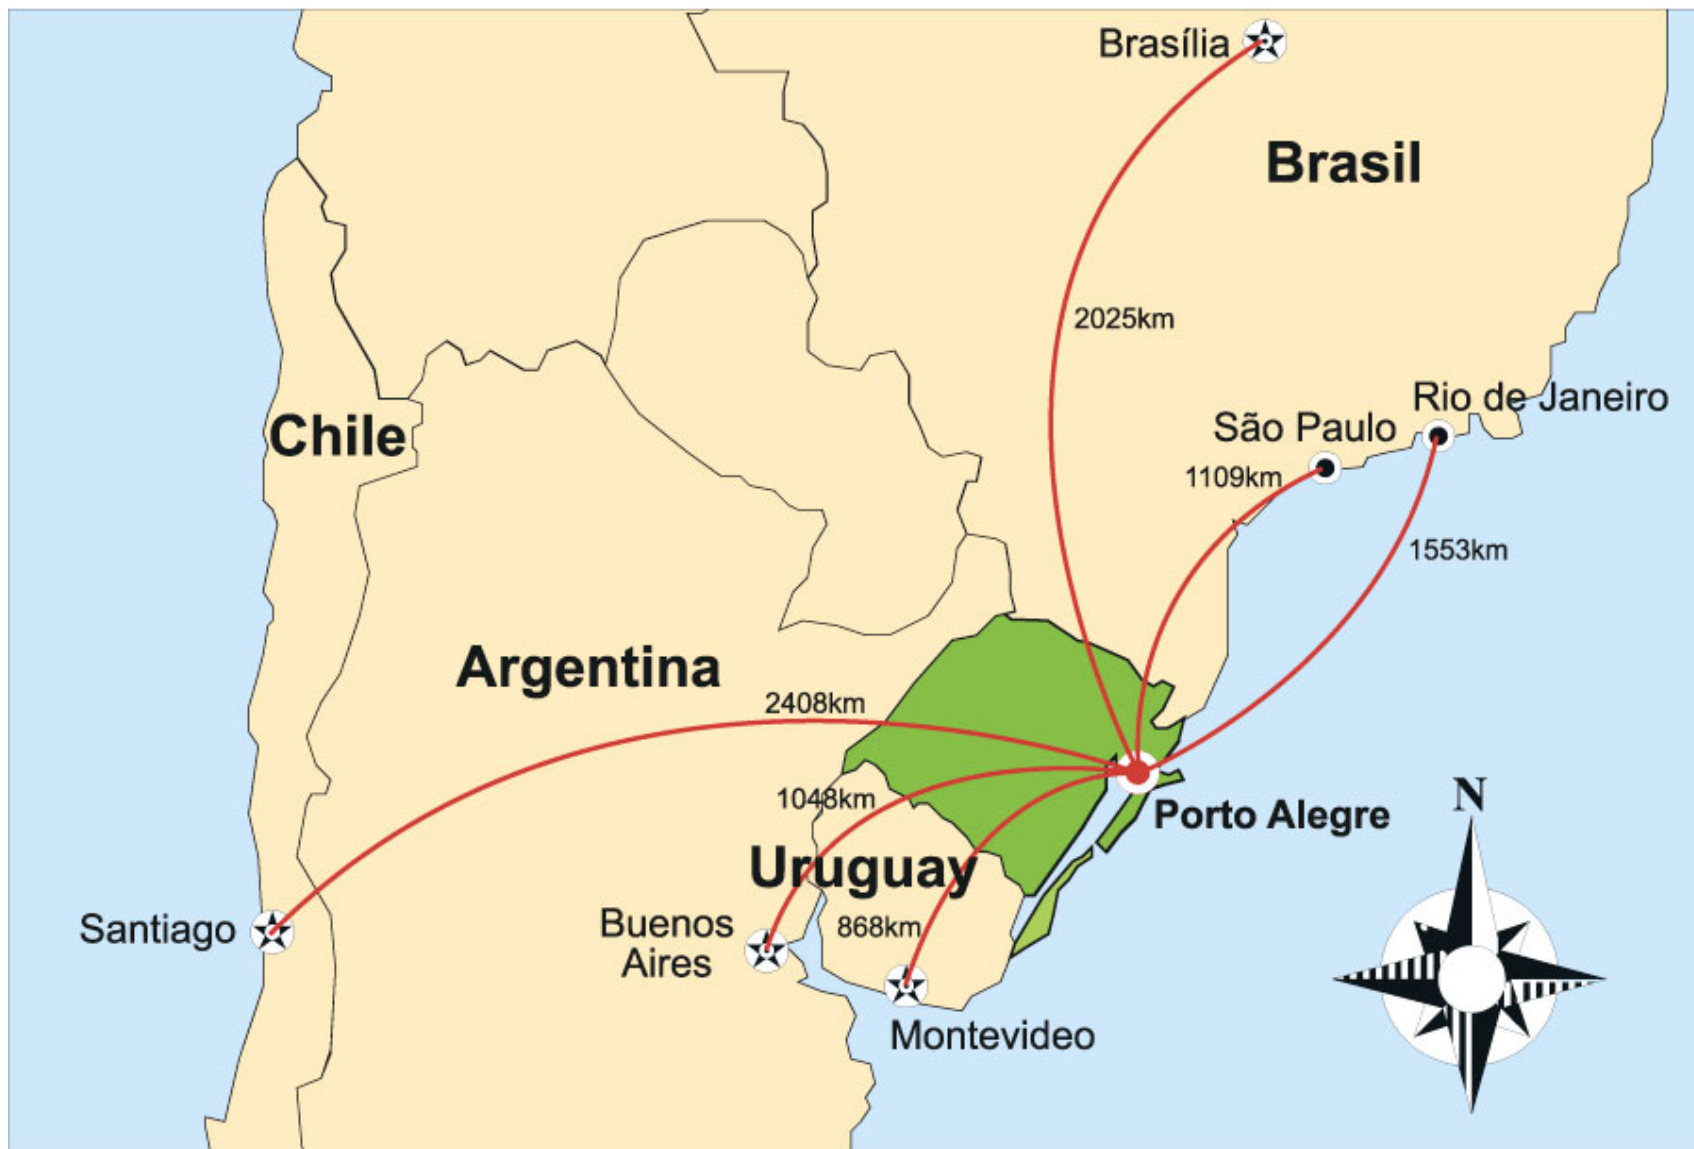 Brasília
Brasil
2025km
Rio de Janeiro
São Paulo
Chile
1109km
1553km
Argentina
2408km
1048km
N
Porto Alegre
Uruguay
Santiago
Buenos
Aires
868km
Montevideo